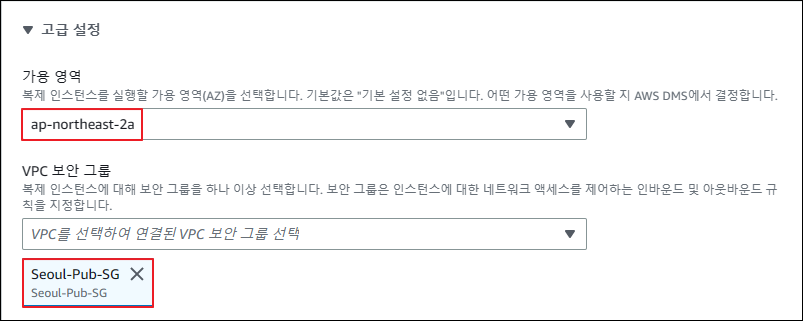 고급 설정
가용 영역
복제 인스턴스를 실행할 가용 영역(AZ)을 선택합니다. 기본값은 "기본 설정 없음"입니다. 어떤 가용 영역을 사용할 지 AWS DMS에서 결정합니다.
ap-northeast-2a
VPC 보안 그룹
복제 인스턴스에 대해 보안 그룹을 하나 이상 선택합니다. 보안 그룹은 인스턴스에 대한 네트워크 액세스를 제어하는 인바운드 및 아웃바운드 규
칙을 지정합니다.
VPC를 선택하여 연결된 VPC 보안 그룹 선택
Seoul-Pub-SG
Seoul-Pub-SG